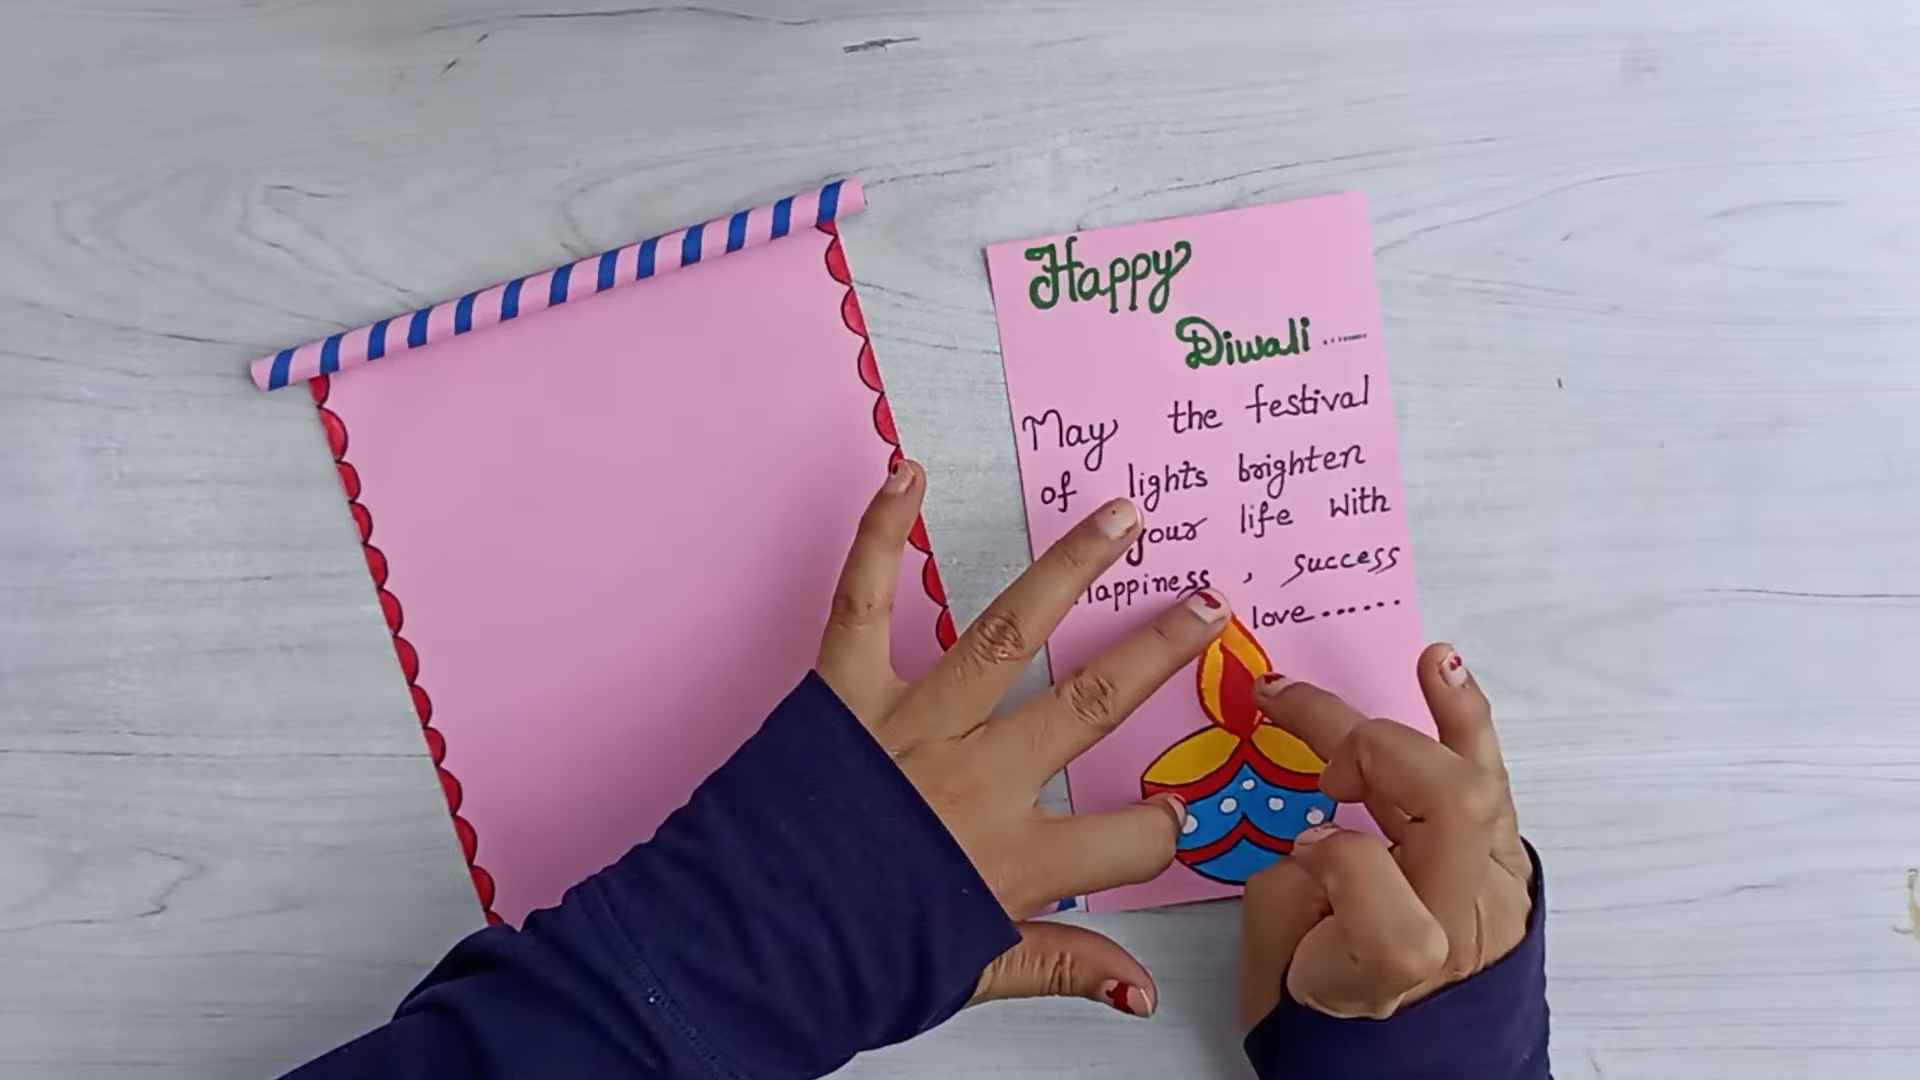 Happy
Diwali .......
May the festival
of lights brighten
your life with
Happiness , success
love.......